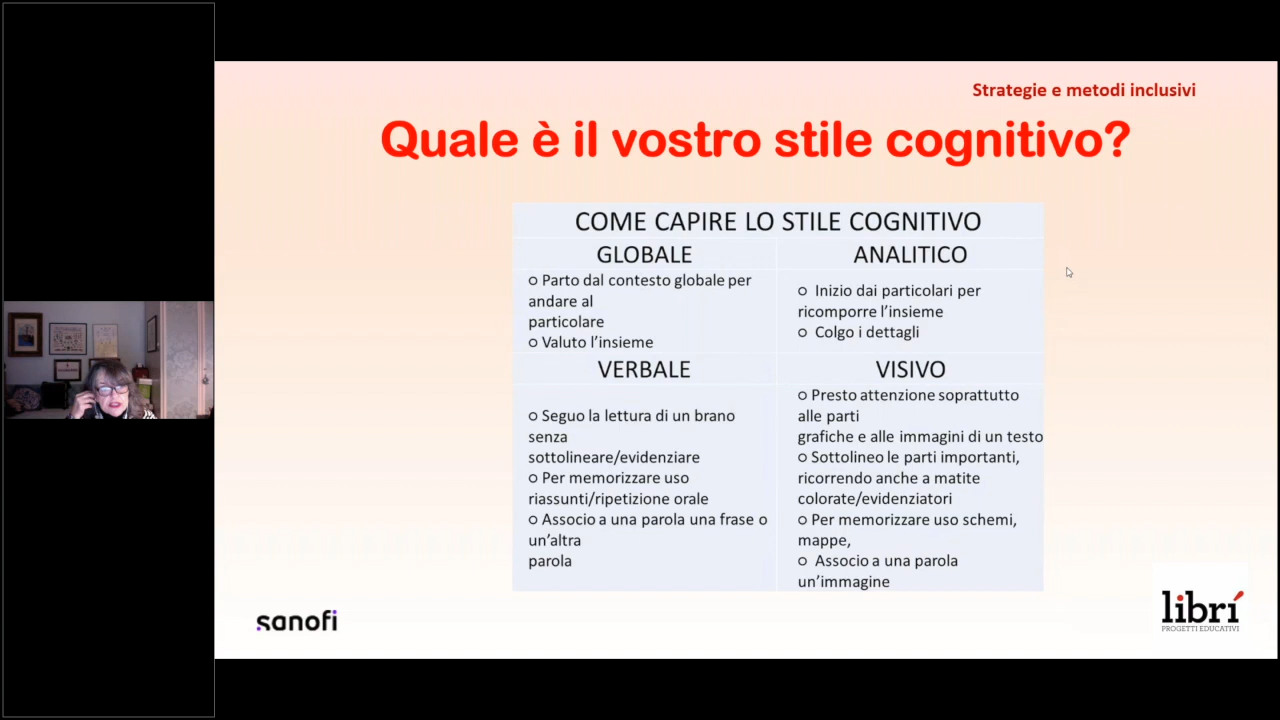 Strategie e metodi inclusivi
Quale è il vostro stile cognitivo?
COME CAPIRE LO STILE COGNITIVO
GLOBALE
○ Parto dal contesto globale per
andare al
particolare
○ Valuto l’insieme
ANALITICO
○ Inizio dai particolari per
ricomporre l’insieme
○ Colgo i dettagli
VERBALE
○ Seguo la lettura di un brano
senza
sottolineare/evidenziare
○ Per memorizzare uso
riassunti/ripetizione orale
○ Associo a una parola una frase o
un’altra
parola
VISIVO
○ Presto attenzione soprattutto
alle parti
grafiche e alle immagini di un testo
○ Sottolineo le parti importanti,
ricorrendo anche a matite
colorate/evidenziatori
○ Per memorizzare uso schemi,
mappe,
○ Associo a una parola
un’immagine
sanofi
librí
PROGETTI EDUCATIVI